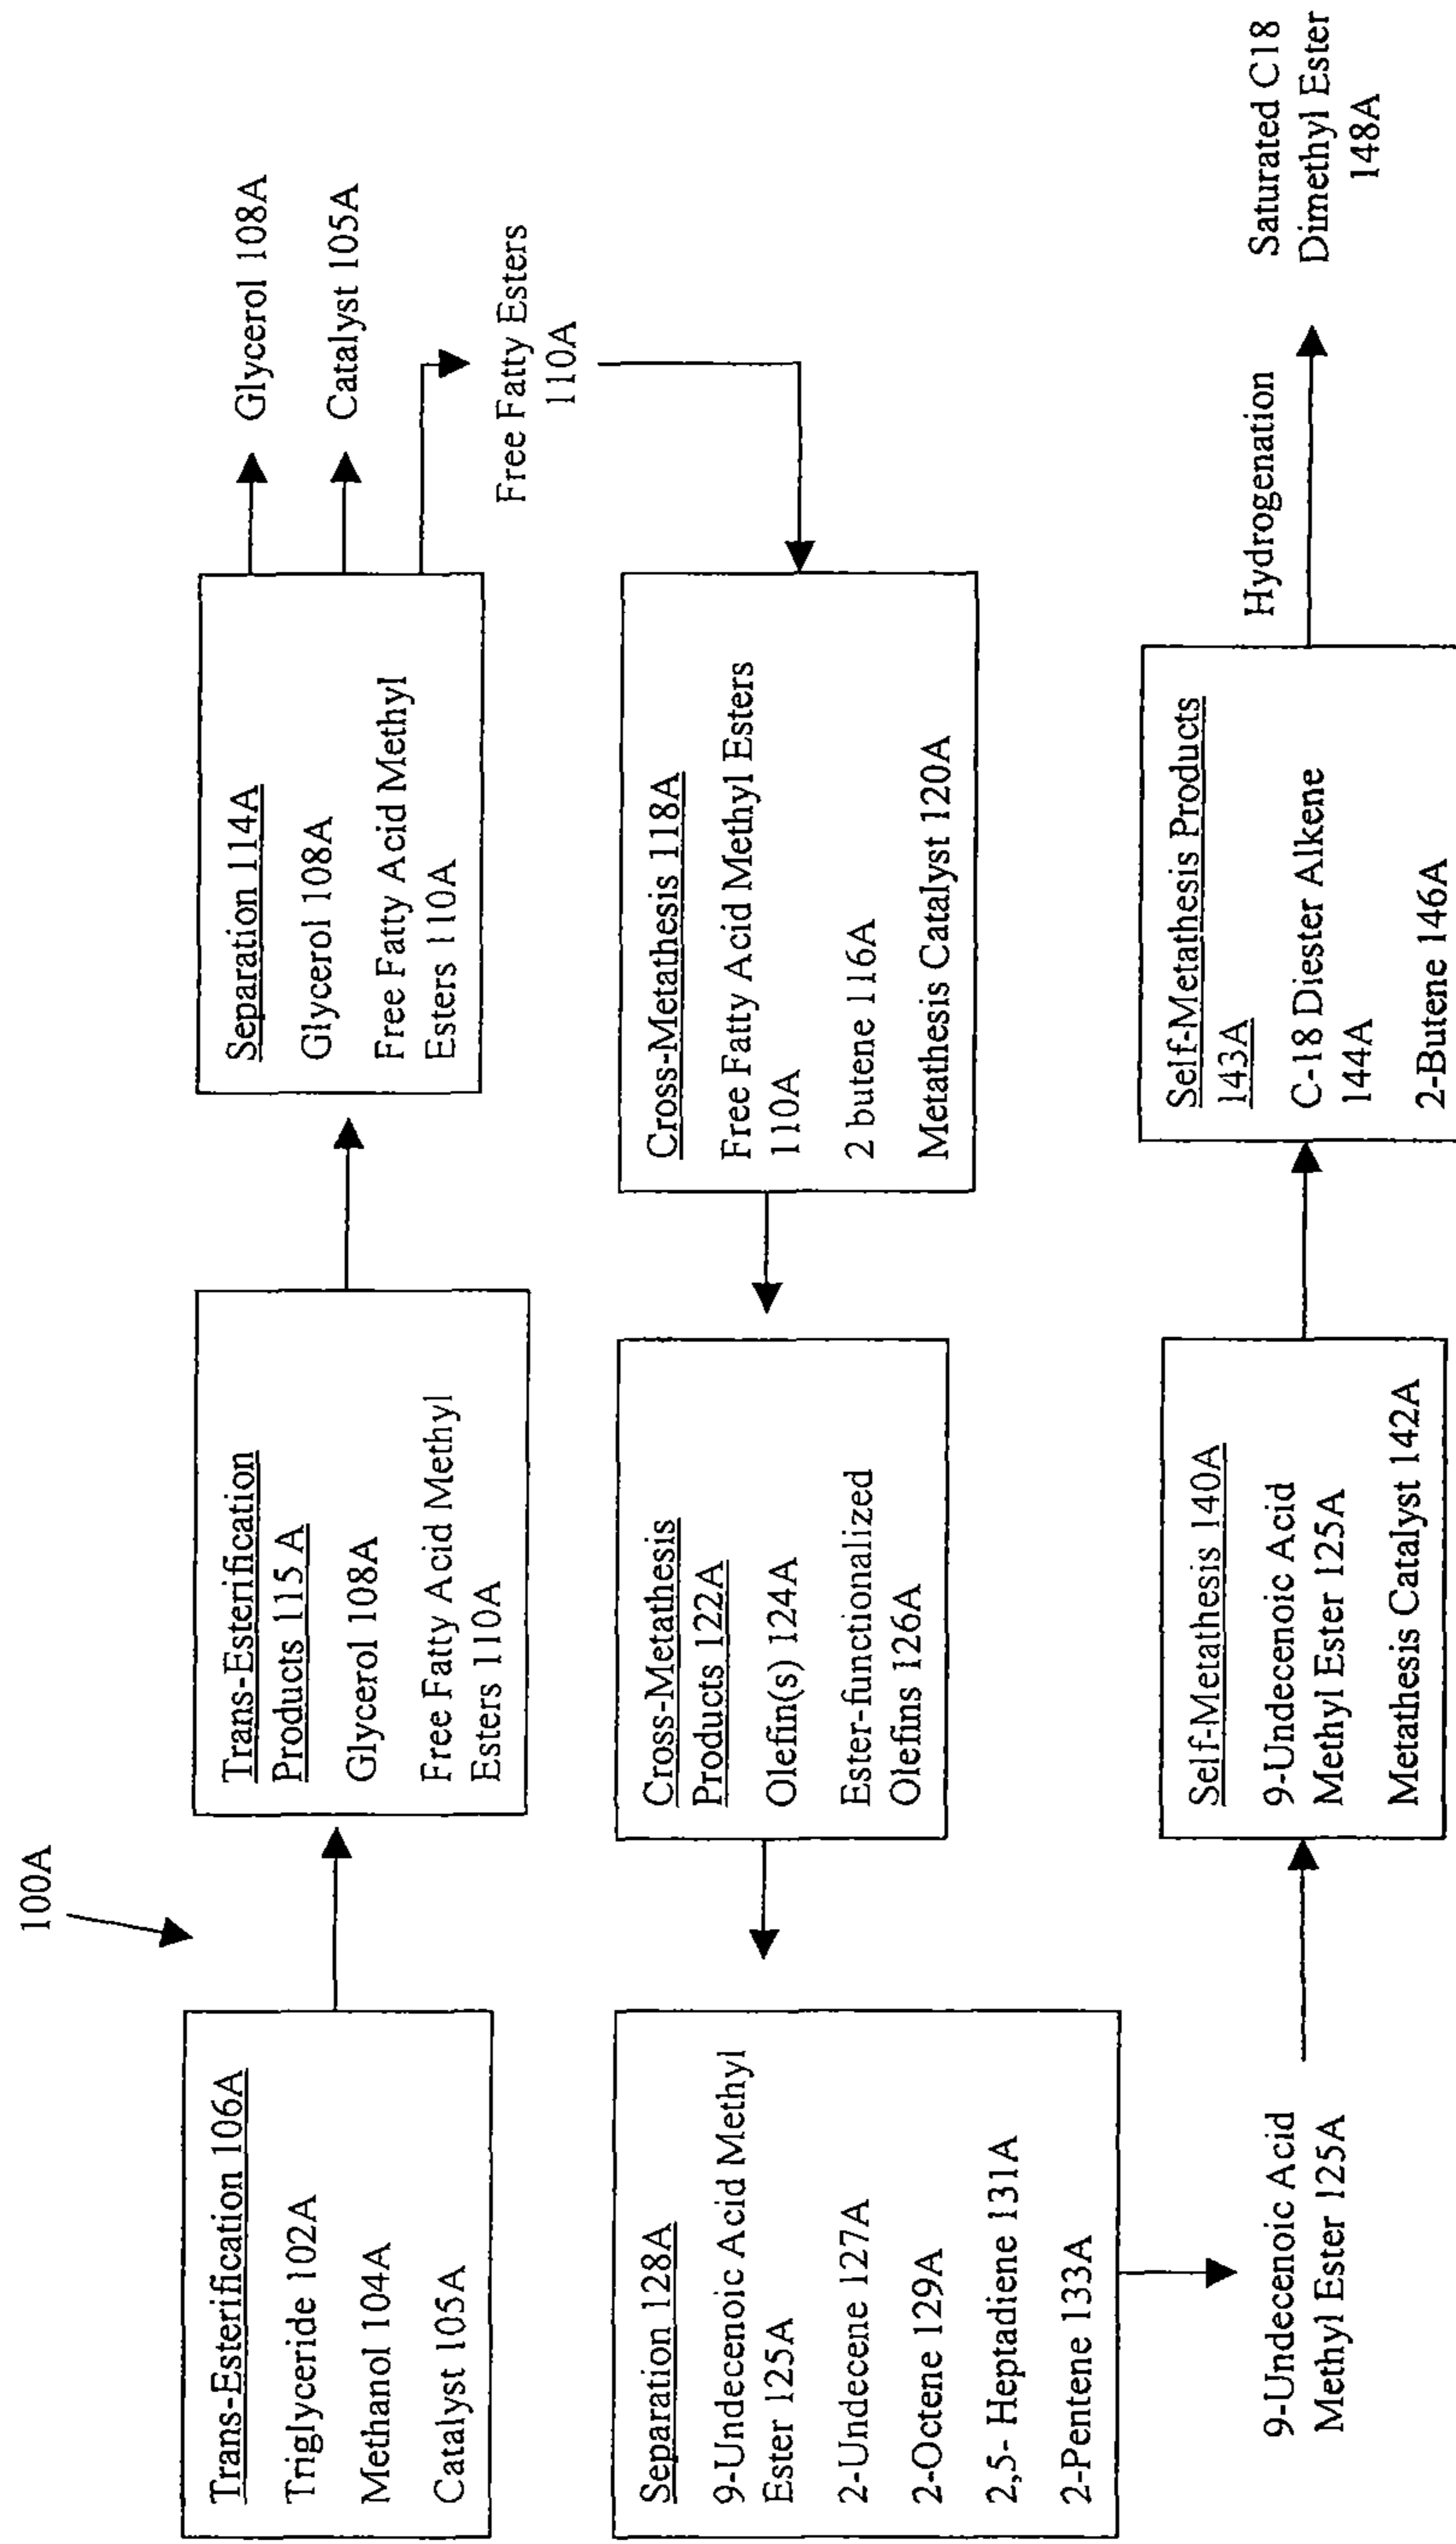 100A
Trans-Esterification 106A
Triglyceride 102A
Methanol 104A
Catalyst 105A
Trans-Esterification
Products 115 A
Glycerol 108A
Free Fatty Acid Methyl
Esters 110A
Separation 114A
Glycerol 108A
Free Fatty Acid Methyl
Esters 110A
Glycerol 108A
Catalyst 105A
Free Fatty Esters
110A
Cross-Metathesis 118A
Free Fatty Acid Methyl Esters
110A
2 butene 116A
Metathesis Catalyst 120A
Cross-Metathesis
Products 122A
Olefin(s) 124A
Ester-functionalized
Olefins 126A
Separation 128A
9-Undecenoic Acid Methyl
Ester 125A
2-Undecene 127A
2-Octene 129A
2,5- Heptadiene 131A
2-Pentene 133A
9-Undecenoic Acid
Methyl Ester 125A
Self-Metathesis 140A
9-Undecenoic Acid
Methyl Ester 125A
Metathesis Catalyst 142A
Self-Metathesis Products
143A
C-18 Diester Alkene
144A
2-Butene 146A
Hydrogenation
Saturated C18
Dimethyl Ester
148A